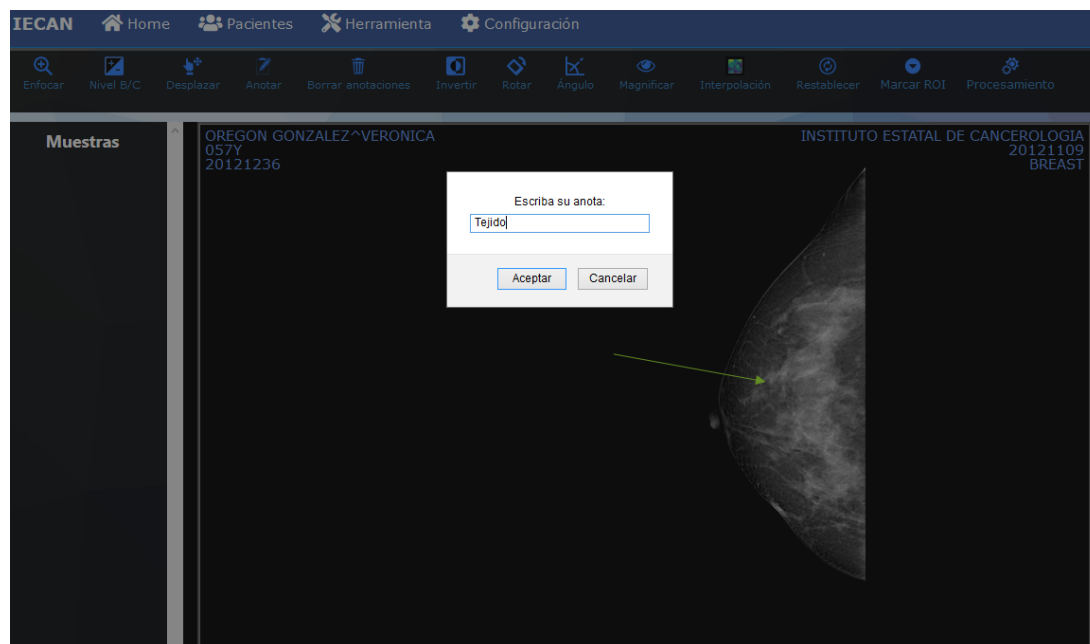 IECAN Home Pacientes Herramienta Configuración
Enfocar Nivel B/C Desplazar Anotar Borrar anotaciones Invertir Rotar Ángulo Magnificar Interpolación Restablecer Marcar ROI Procesamiento
Muestras
OREGON GONZALEZ^VERONICA
057Y
20121236
INSTITUTO ESTATAL DE CANCEROLOGIA
20121109
BREAST
Escriba su anota:
Tejido
Aceptar Cancelar